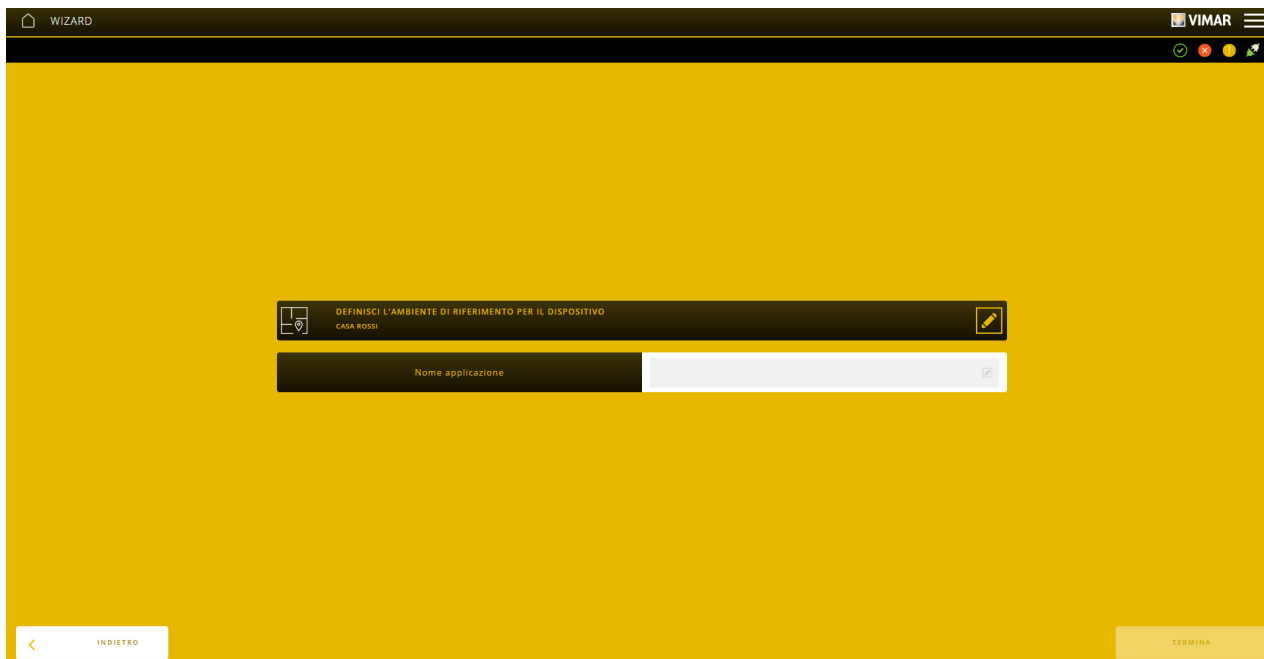 WIZARD
VIMAR
DEFINISCI L'AMBIENTE DI RIFERIMENTO PER IL DISPOSITIVO
CASA ROSSI
Nome applicazione
INDIETRO
TERMINA